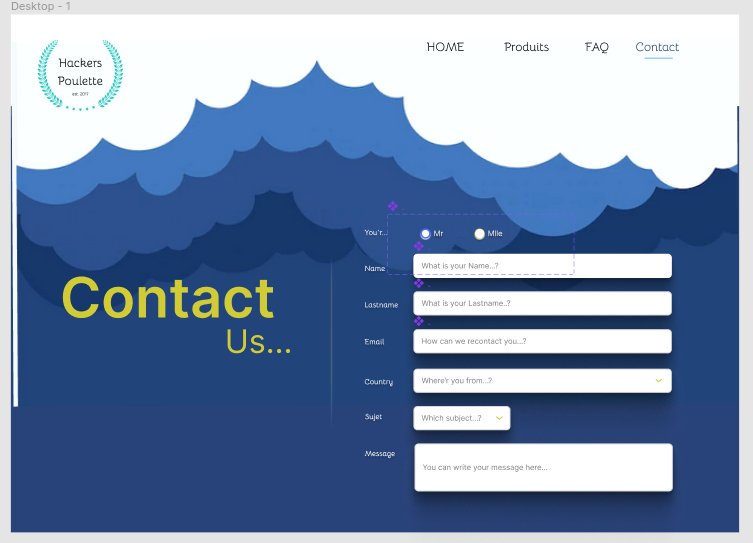 Desktop - 1
HOME Produits FAQ Contact
Hackers
Poulette
est. 2017
You'r...
Mr
Mlle
Name
What is your Name...?
Lastname
What is your Lastname..?
Email
How can we recontact you...?
Country
Where'r you from...?
Sujet
Which subject...?
Message
You can write your message here...
Contact
Us...